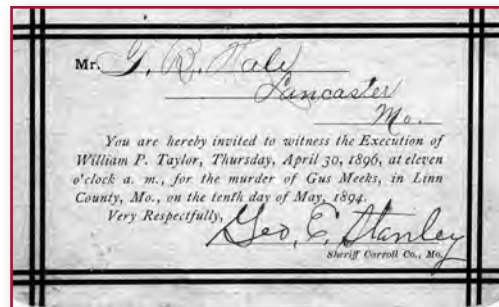 Mr. G. B. Hale
Lancaster
Mo.
You are hereby invited to witness the Execution of
William P. Taylor, Thursday, April 30, 1896, at eleven
o'clock a. m., for the murder of Gus Meeks, in Linn
County, Mo., on the tenth day of May, 1894.
Very Respectfully,
Geo. E. Stanley
Sheriff Carroll Co., Mo.